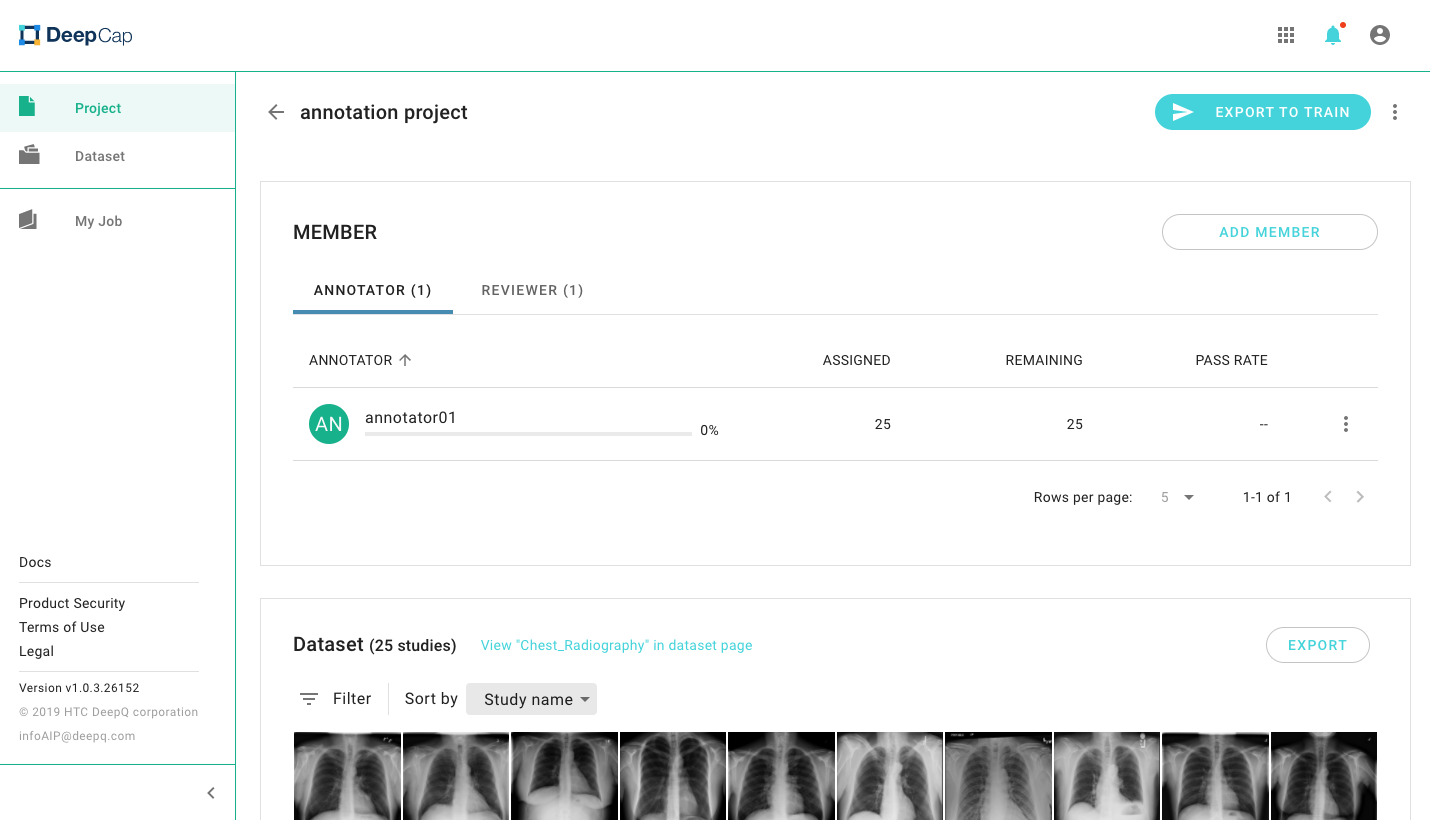 DeepCap
Project
Dataset
My Job
Docs
Product Security
Terms of Use
Legal
Version v1.0.3.26152
© 2019 HTC DeepQ corporation
infoAIP@deepq.com
annotation project
EXPORT TO TRAIN
MEMBER
ADD MEMBER
ANNOTATOR (1) REVIEWER (1)
ANNOTATOR ASSIGNED REMAINING PASS RATE
AN annotator01 0% 25 25 --
Rows per page: 5 1-1 of 1
Dataset (25 studies) View "Chest_Radiography" in dataset page EXPORT
Filter Sort by Study name